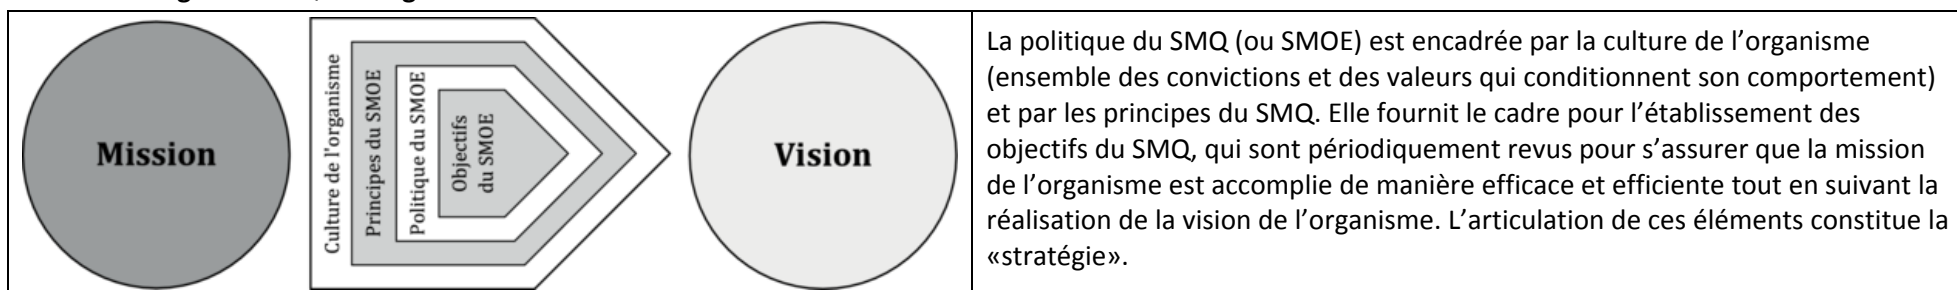 Mission
Culture de l'organisme
Principes du SMOE
Politique du SMOE
Objectifs
du SMOE
Vision
La politique du SMQ (ou SMOE) est encadrée par la culture de l’organisme
(ensemble des convictions et des valeurs qui conditionnent son comportement)
et par les principes du SMQ. Elle fournit le cadre pour l’établissement des
objectifs du SMQ, qui sont périodiquement revus pour s’assurer que la mission
de l’organisme est accomplie de manière efficace et efficiente tout en suivant la
réalisation de la vision de l’organisme. L’articulation de ces éléments constitue la
«stratégie».